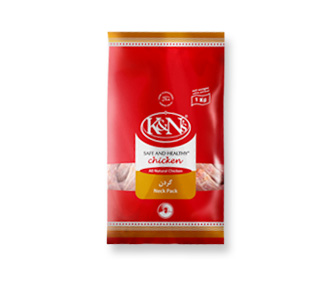 1 Kg
K&N's
SAFE AND HEALTHY
chicken
All Natural Chicken
گردن
Neck Pack